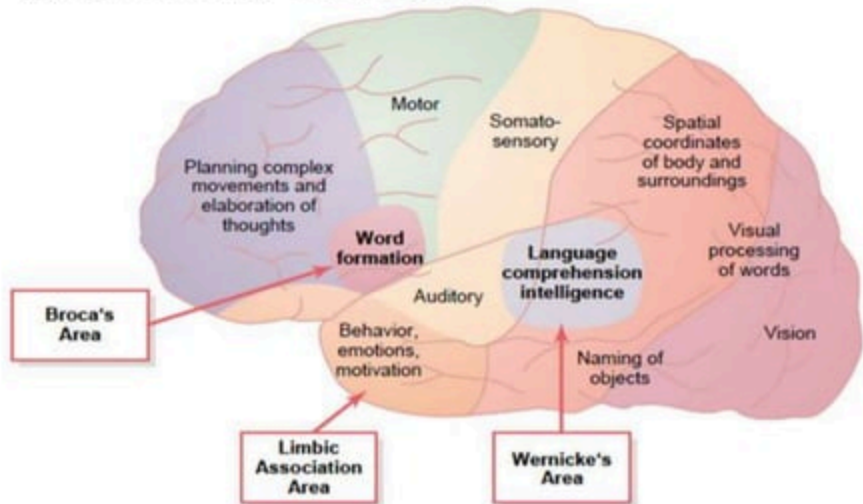 Motor
Somato-
sensory
Spatial
coordinates
of body and
surroundings
Planning complex
movements and
elaboration of
thoughts
Word
formation
Language
comprehension
intelligence
Visual
processing
of words
Broca's
Area
Auditory
Behavior,
emotions,
motivation
Vision
Naming of
objects
Limbic
Association
Area
Wernicke's
Area